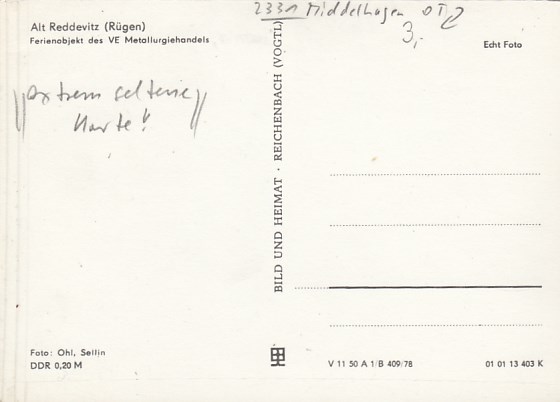 2331 Middelhagen OT
3,-
Alt Reddevitz (Rügen)
Ferienobjekt des VE Metallurgiehandels
Echt Foto
extrem seltene
Karte!
BILD UND HEIMAT · REICHENBACH (VOGTL)
Foto: Ohl, Sellin
DDR 0,20 M
V 11 50 A 1/B 409/78
01 01 13 403 K